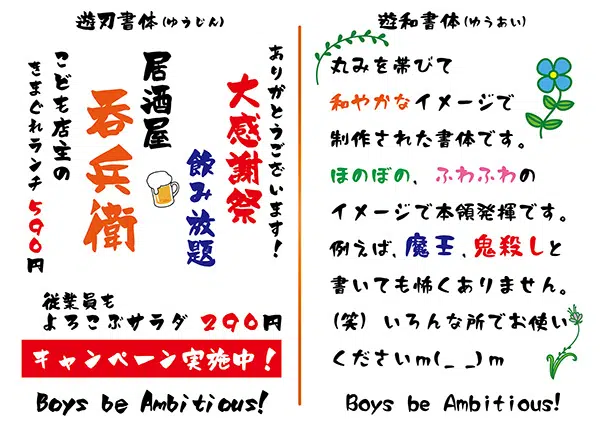 遊刃書体(ゆうじん)
ありがとうございます!
大感謝祭
飲み放題
居酒屋
呑兵衛
こども店主の
きまぐれランチ590円
従業員も
よろこぶサラダ 290円
キャンペーン実施中!
Boys be Ambitious!
遊和書体(ゆうあい)
丸みを帯びて
和やかなイメージで
制作された書体です。
ほのぼの、ふわふわの
イメージで本領発揮です。
例えば、魔王、鬼殺しと
書いても怖くありません。
(笑) いろんな所でお使い
くださいm(_ _)m
Boys be Ambitious!